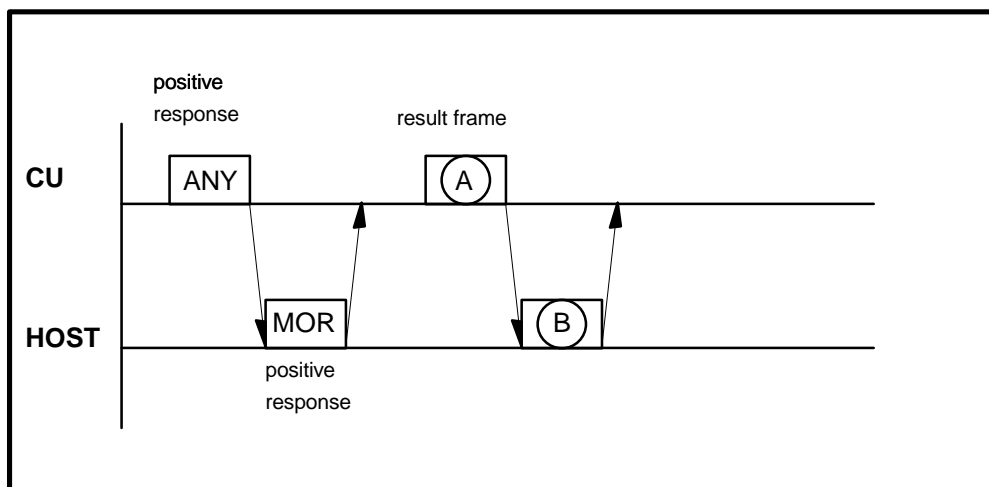 positive
response
result frame
CU
ANY
A
MOR
B
HOST
positive
response